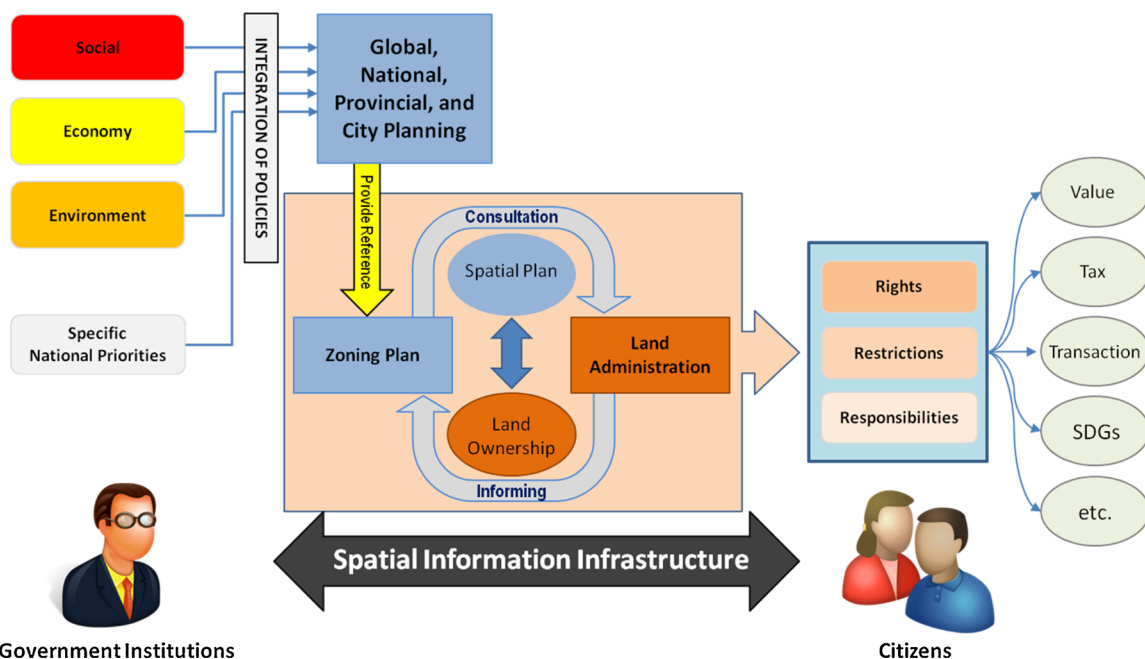 Social
Economy
Environment
Specific
National Priorities
INTEGRATION OF POLICIES
Global,
National,
Provincial, and
City Planning
Provide Reference
Consultation
Spatial Plan
Zoning Plan
Land
Administration
Land
Ownership
Informing
Rights
Restrictions
Responsibilities
Value
Tax
Transaction
SDGs
etc.
Spatial Information Infrastructure
Government Institutions
Citizens